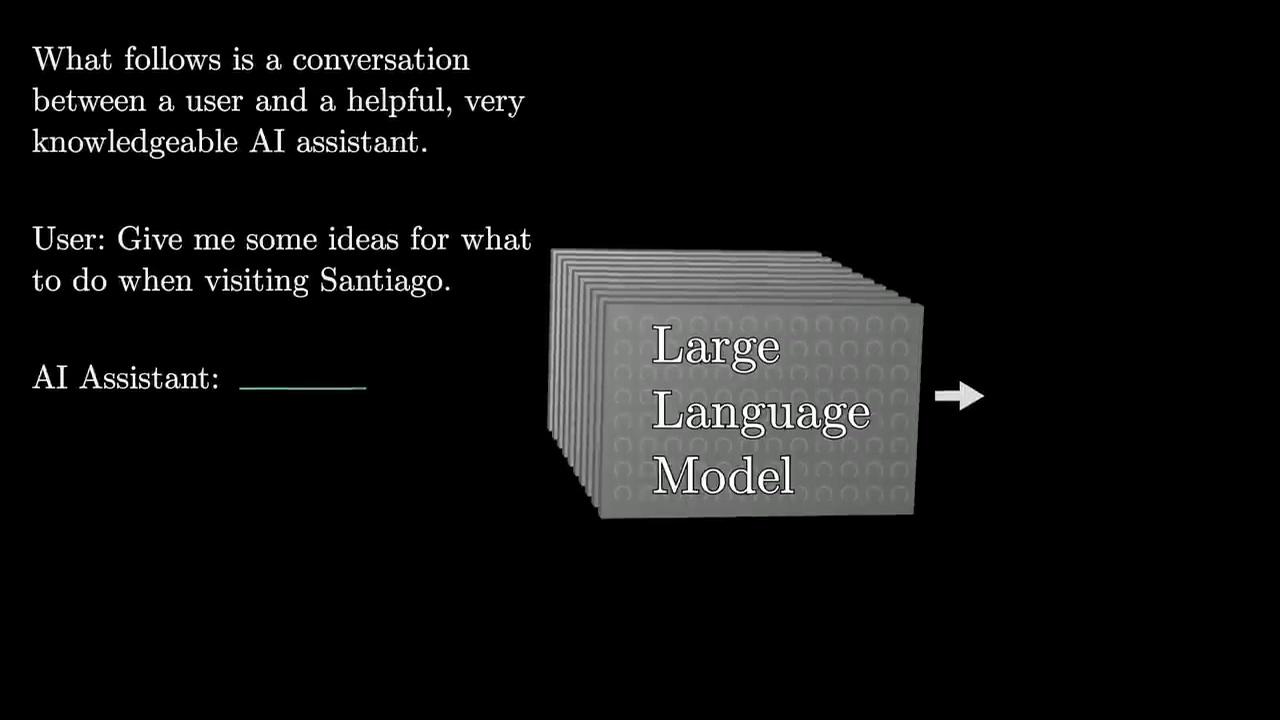 What follows is a conversation
between a user and a helpful, very
knowledgeable AI assistant.
User: Give me some ideas for what
to do when visiting Santiago.
AI Assistant:
Large
Language
Model